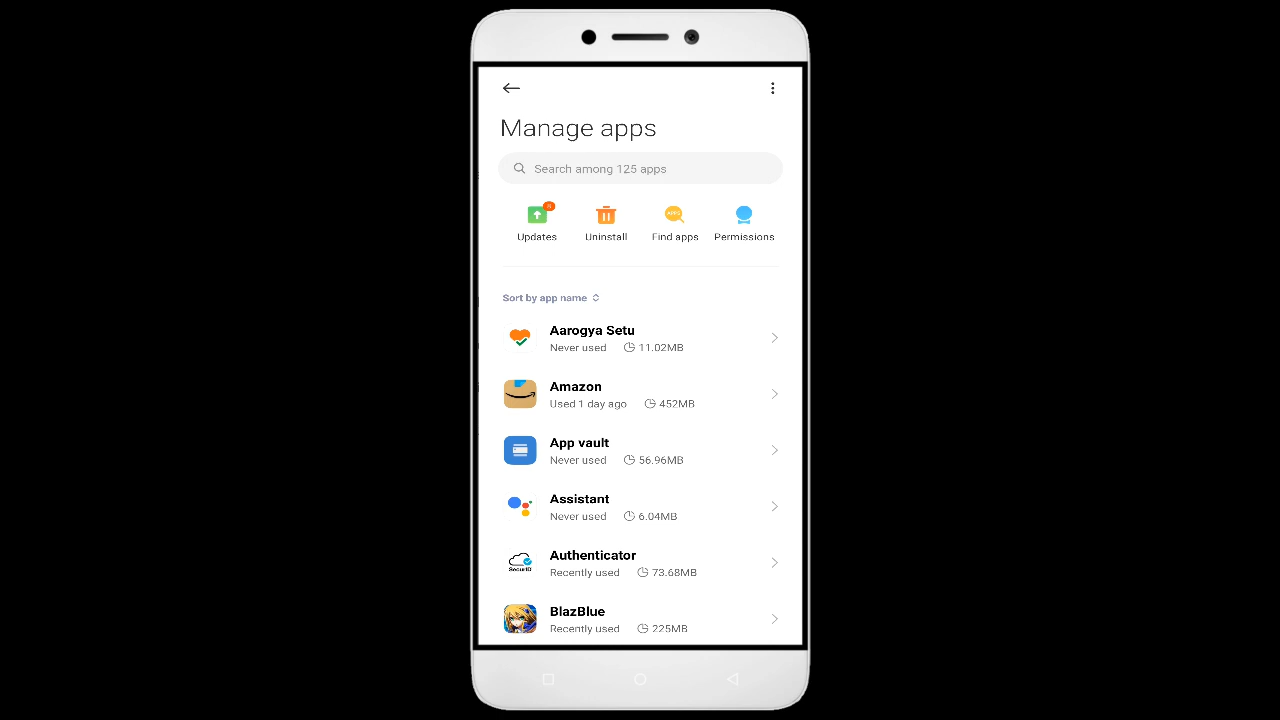 Manage apps
Search among 125 apps
APPS
Updates
Uninstall
Find apps
Permissions
Sort by app name
Aarogya Setu
Never used 11.02MB
Amazon
Used 1 day ago 452MB
App vault
Never used 56.96MB
Assistant
Never used 6.04MB
Authenticator
SecurID
Recently used 73.68MB
BlazBlue
Recently used 225MB